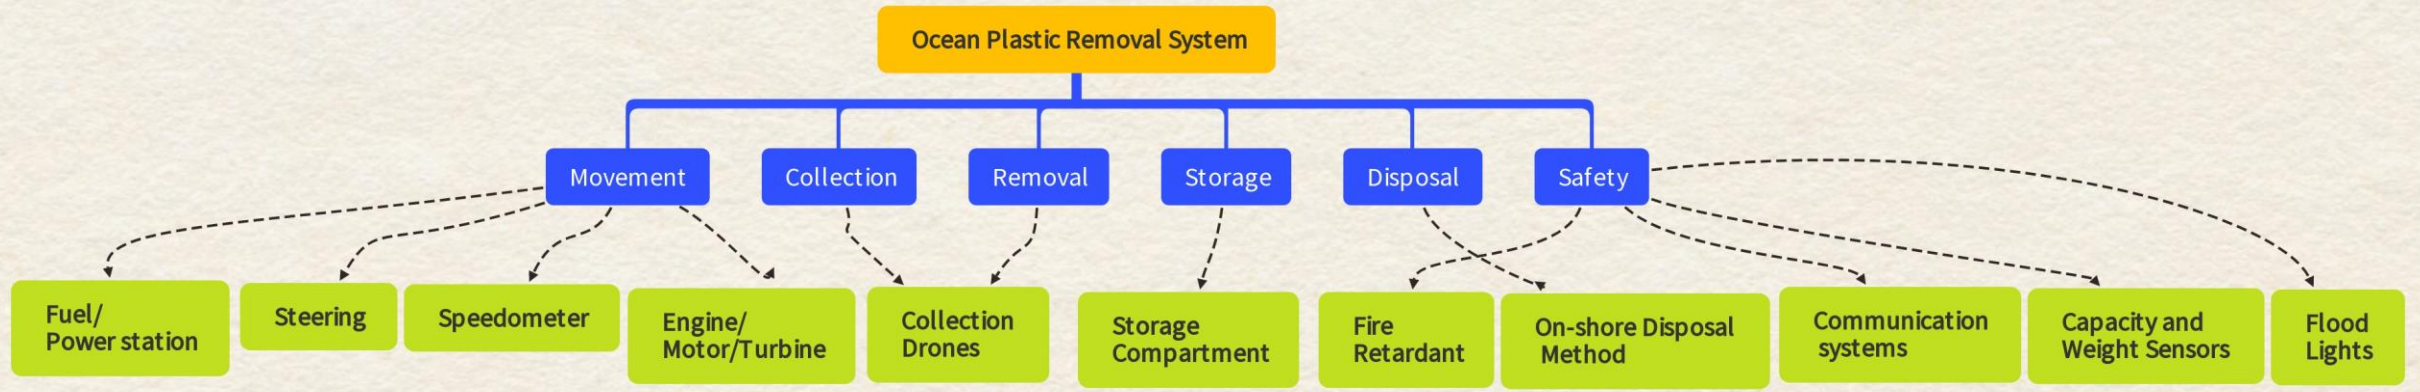 Ocean Plastic Removal System
Movement
Collection
Removal
Storage
Disposal
Safety
Fuel/
Power station
Steering
Speedometer
Engine/
Motor/Turbine
Collection
Drones
Storage
Compartment
Fire
Retardant
On-shore Disposal
Method
Communication
systems
Capacity and
Weight Sensors
Flood
Lights